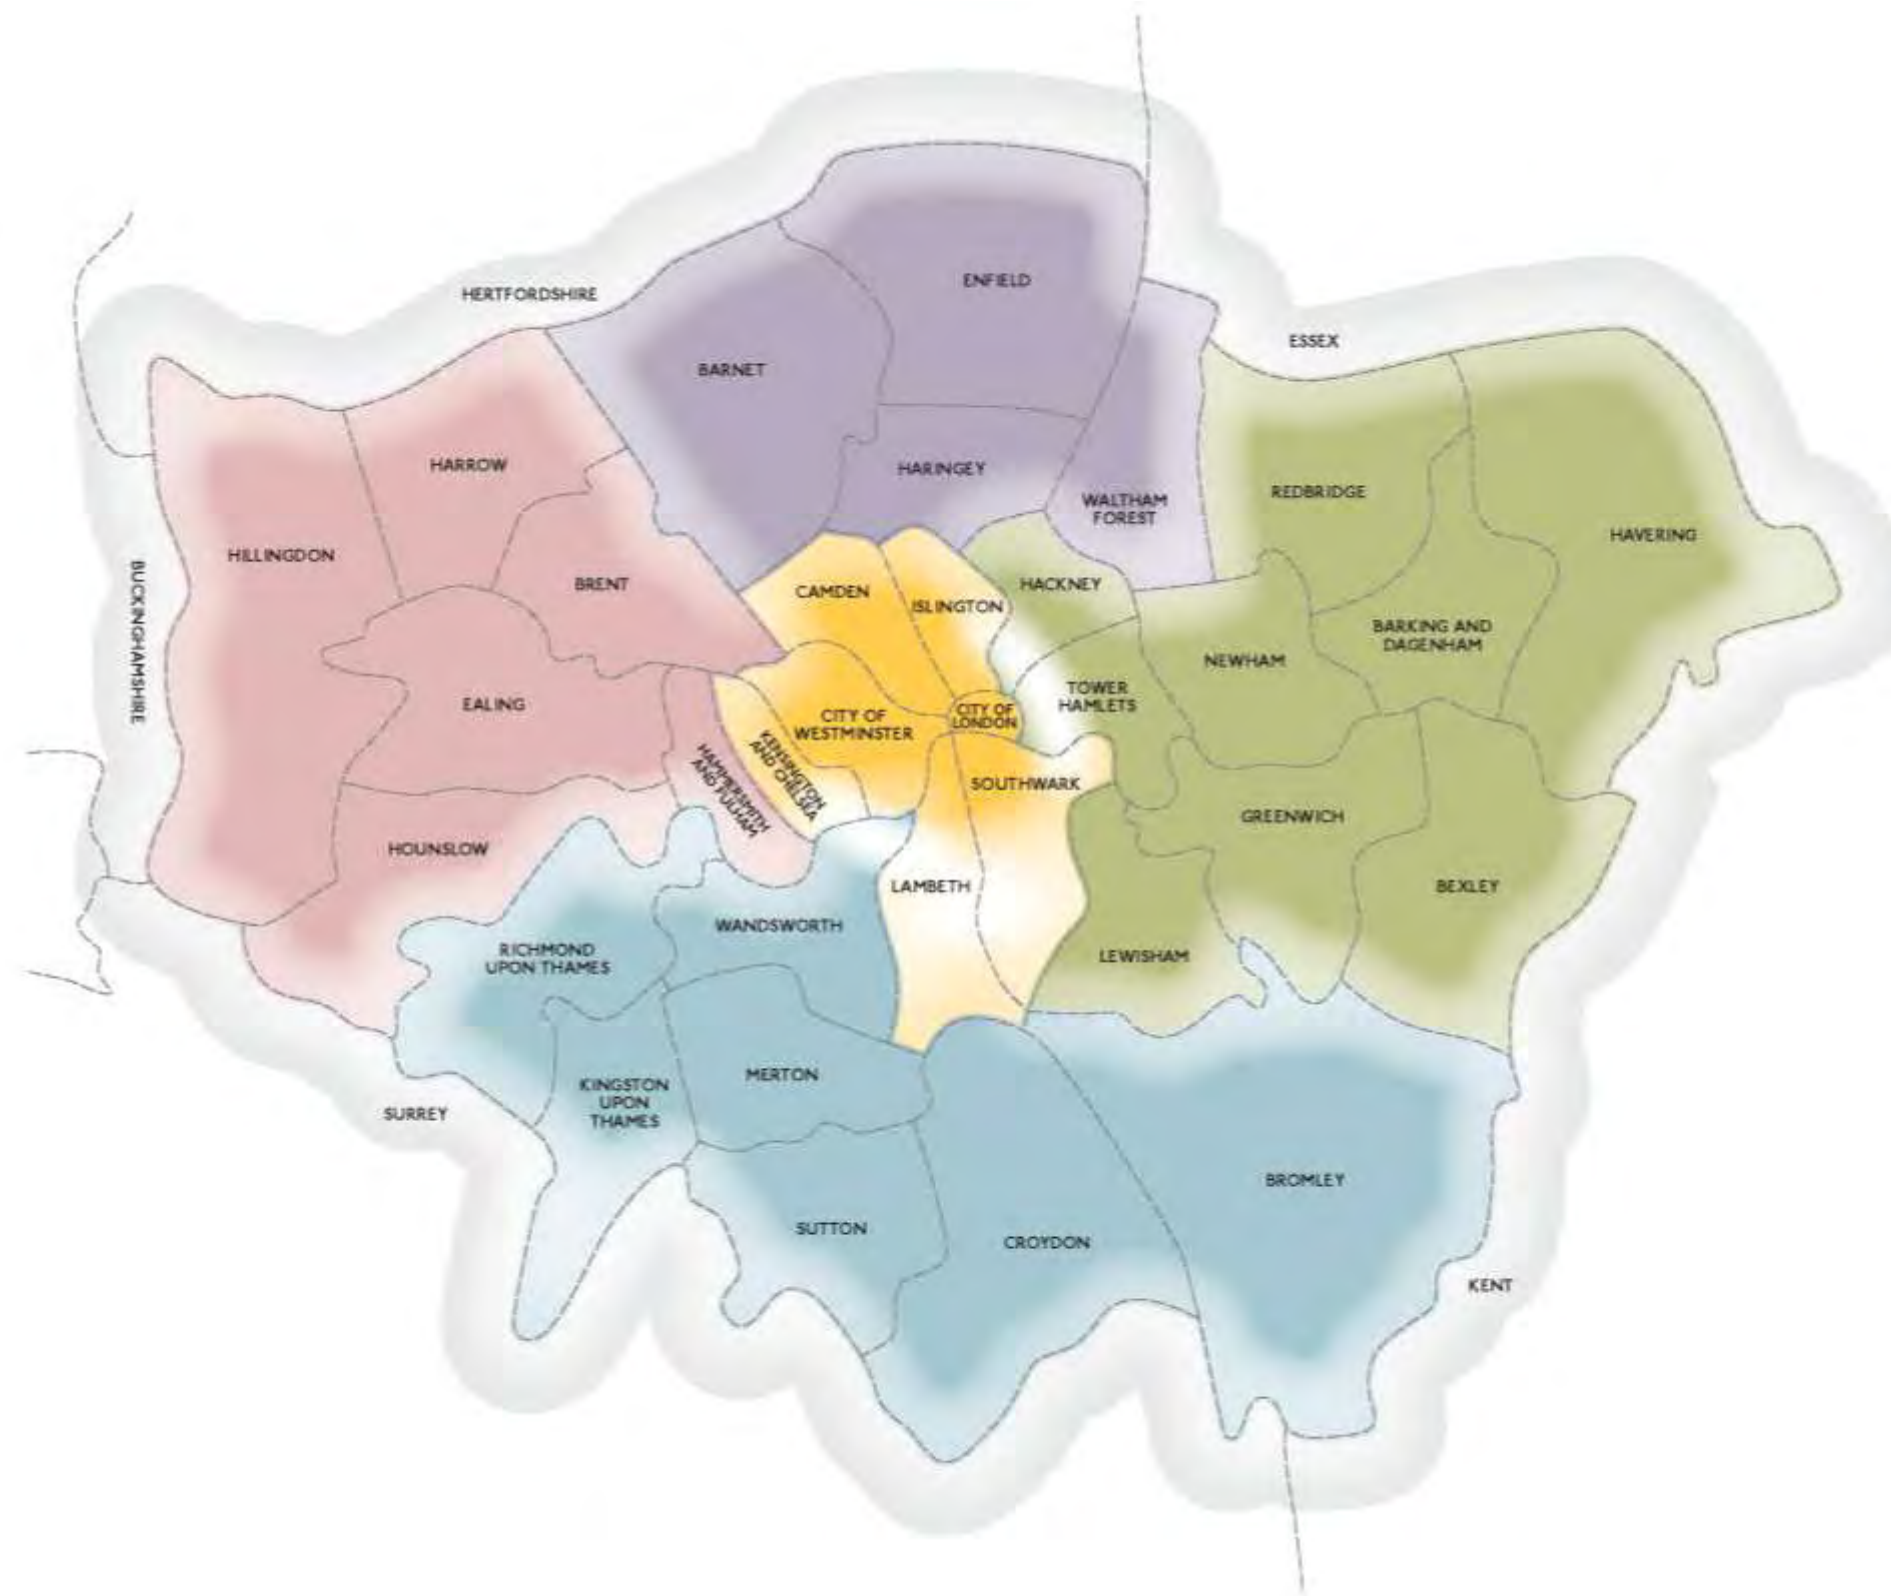 ENFIELD
HERTFORDSHIRE
ESSEX
BARNET
HARROW
HARINGEY
REDBRIDGE
WALTHAM
FOREST
HAVERING
HILLINGDON
BRENT
HACKNEY
CAMDEN
ISLINGTON
BUCKINGHAMSHIRE
BARKING AND
DAGENHAM
NEWHAM
TOWER
HAMLETS
EALING
CITY OF
WESTMINSTER
CITY OF
LONDON
KENSINGTON
AND CHELSEA
HAMMERSMITH
AND FULHAM
SOUTHWARK
GREENWICH
HOUNSLOW
LAMBETH
BEXLEY
WANDSWORTH
RICHMOND
UPON THAMES
LEWISHAM
MERTON
KINGSTON
UPON
THAMES
SURREY
BROMLEY
SUTTON
CROYDON
KENT